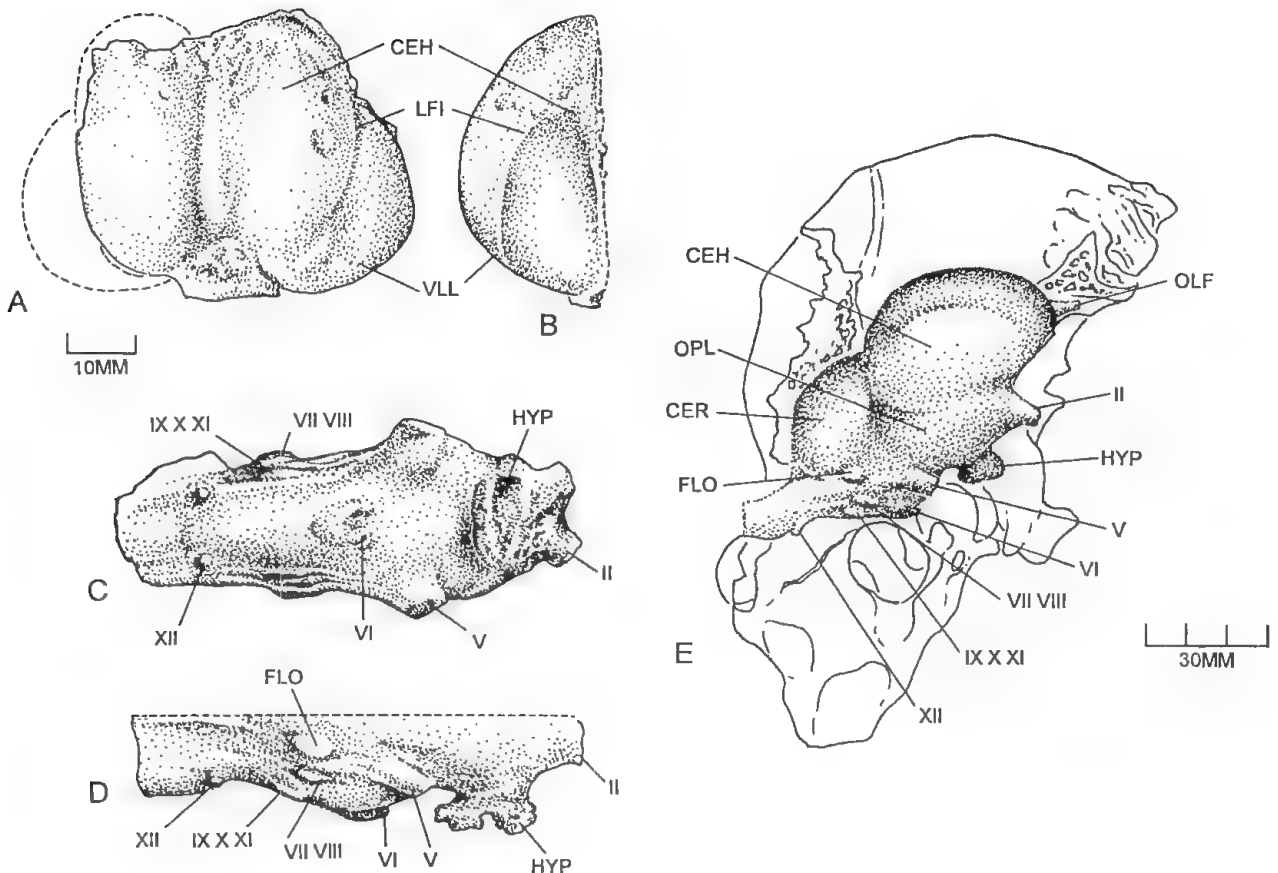 CEH
LFI
VLL
A
B
10MM
IX X XI
VII VIII
HYP
C
XII
VI
V
II
FLO
D
XII
IX X XI
VII VIII
VI
V
HYP
II
CEH
OPL
CER
FLO
OLF
II
HYP
V
VI
VII VIII
IX X XI
XII
E
30MM